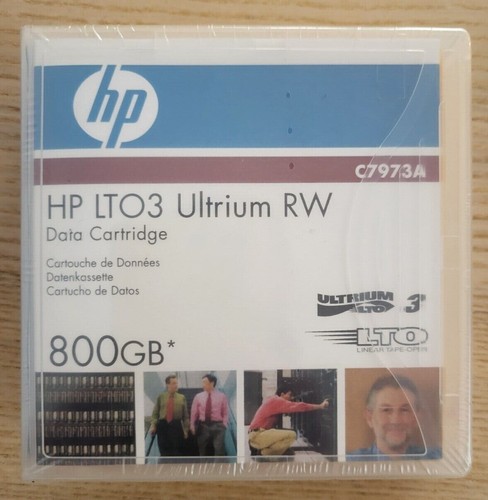 hp
C7973A
HP LTO3 Ultrium RW
Data Cartridge
Cartouche de Données
Datenkassette
Cartucho de Datos
ULTRIUM
LTO 3
LTO
LINEAR TAPE-OPEN
800GB*